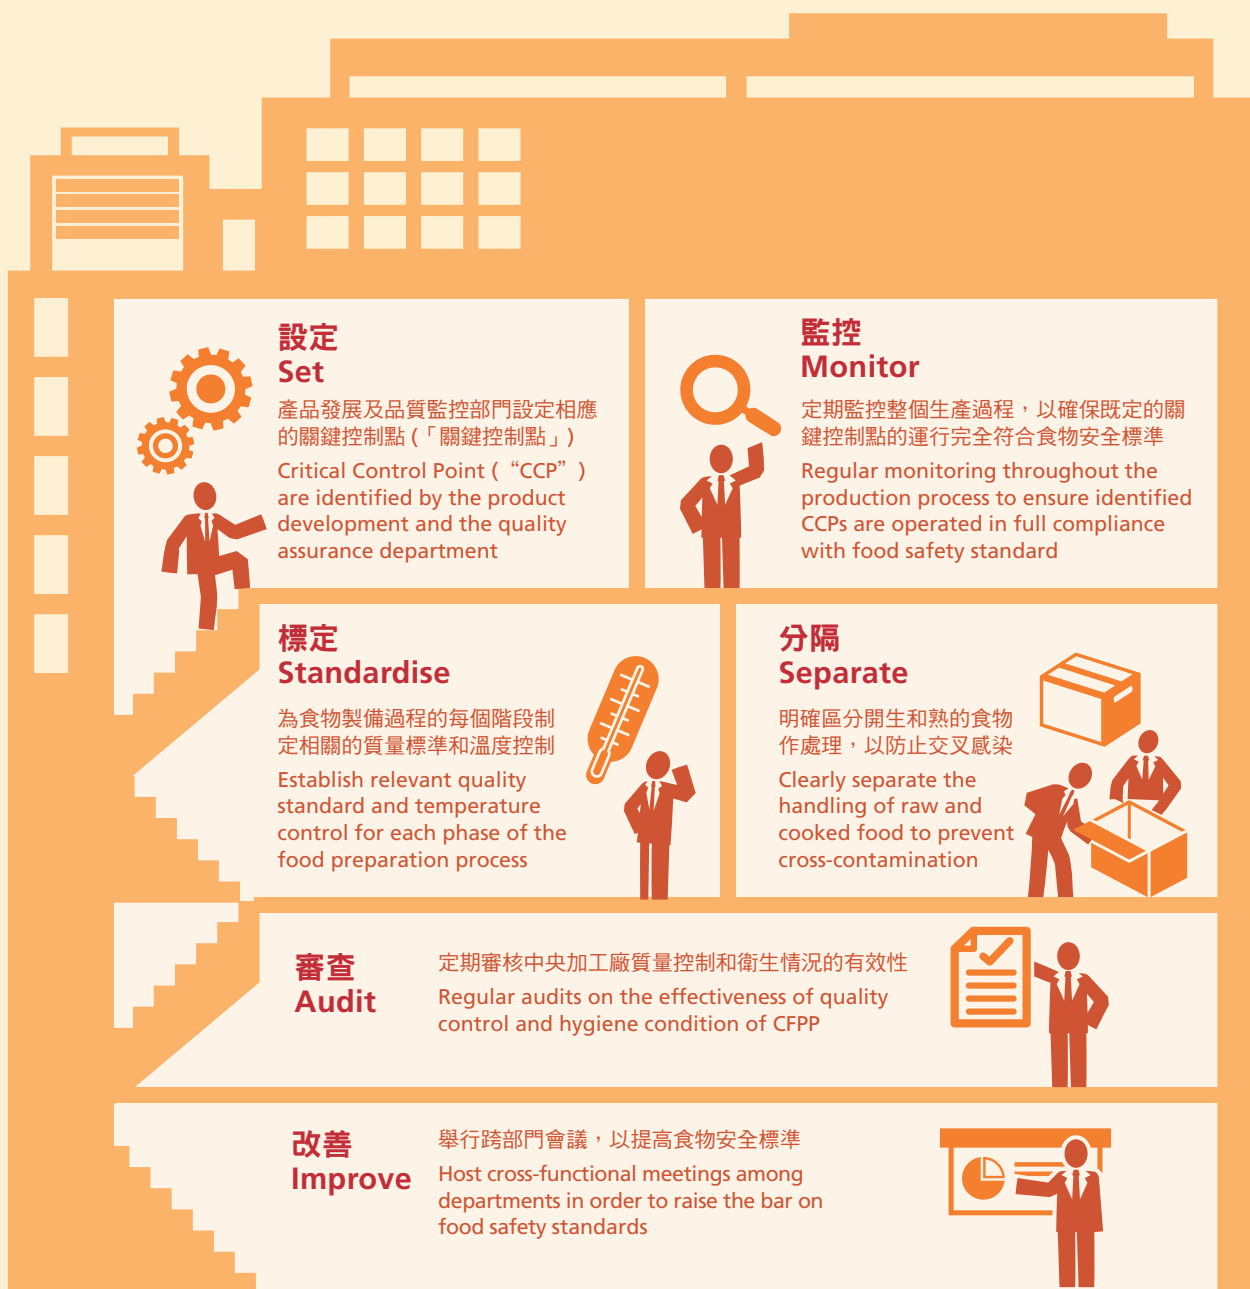 設定
Set
產品發展及品質監控部門設定相應
的關鍵控制點 (「關鍵控制點」)
Critical Control Point (“CCP”)
are identified by the product
development and the quality
assurance department
監控
Monitor
定期監控整個生產過程，以確保既定的關
鍵控制點的運行完全符合食物安全標準
Regular monitoring throughout the
production process to ensure identified
CCPs are operated in full compliance
with food safety standard
標定
Standardise
為食物製備過程的每個階段制
定相關的質量標準和溫度控制
Establish relevant quality
standard and temperature
control for each phase of the
food preparation process
分隔
Separate
明確區分開生和熟的食物
作處理，以防止交叉感染
Clearly separate the
handling of raw and
cooked food to prevent
cross-contamination
審查
Audit
定期審核中央加工廠質量控制和衛生情況的有效性
Regular audits on the effectiveness of quality
control and hygiene condition of CFPP
改善
Improve
舉行跨部門會議，以提高食物安全標準
Host cross-functional meetings among
departments in order to raise the bar on
food safety standards